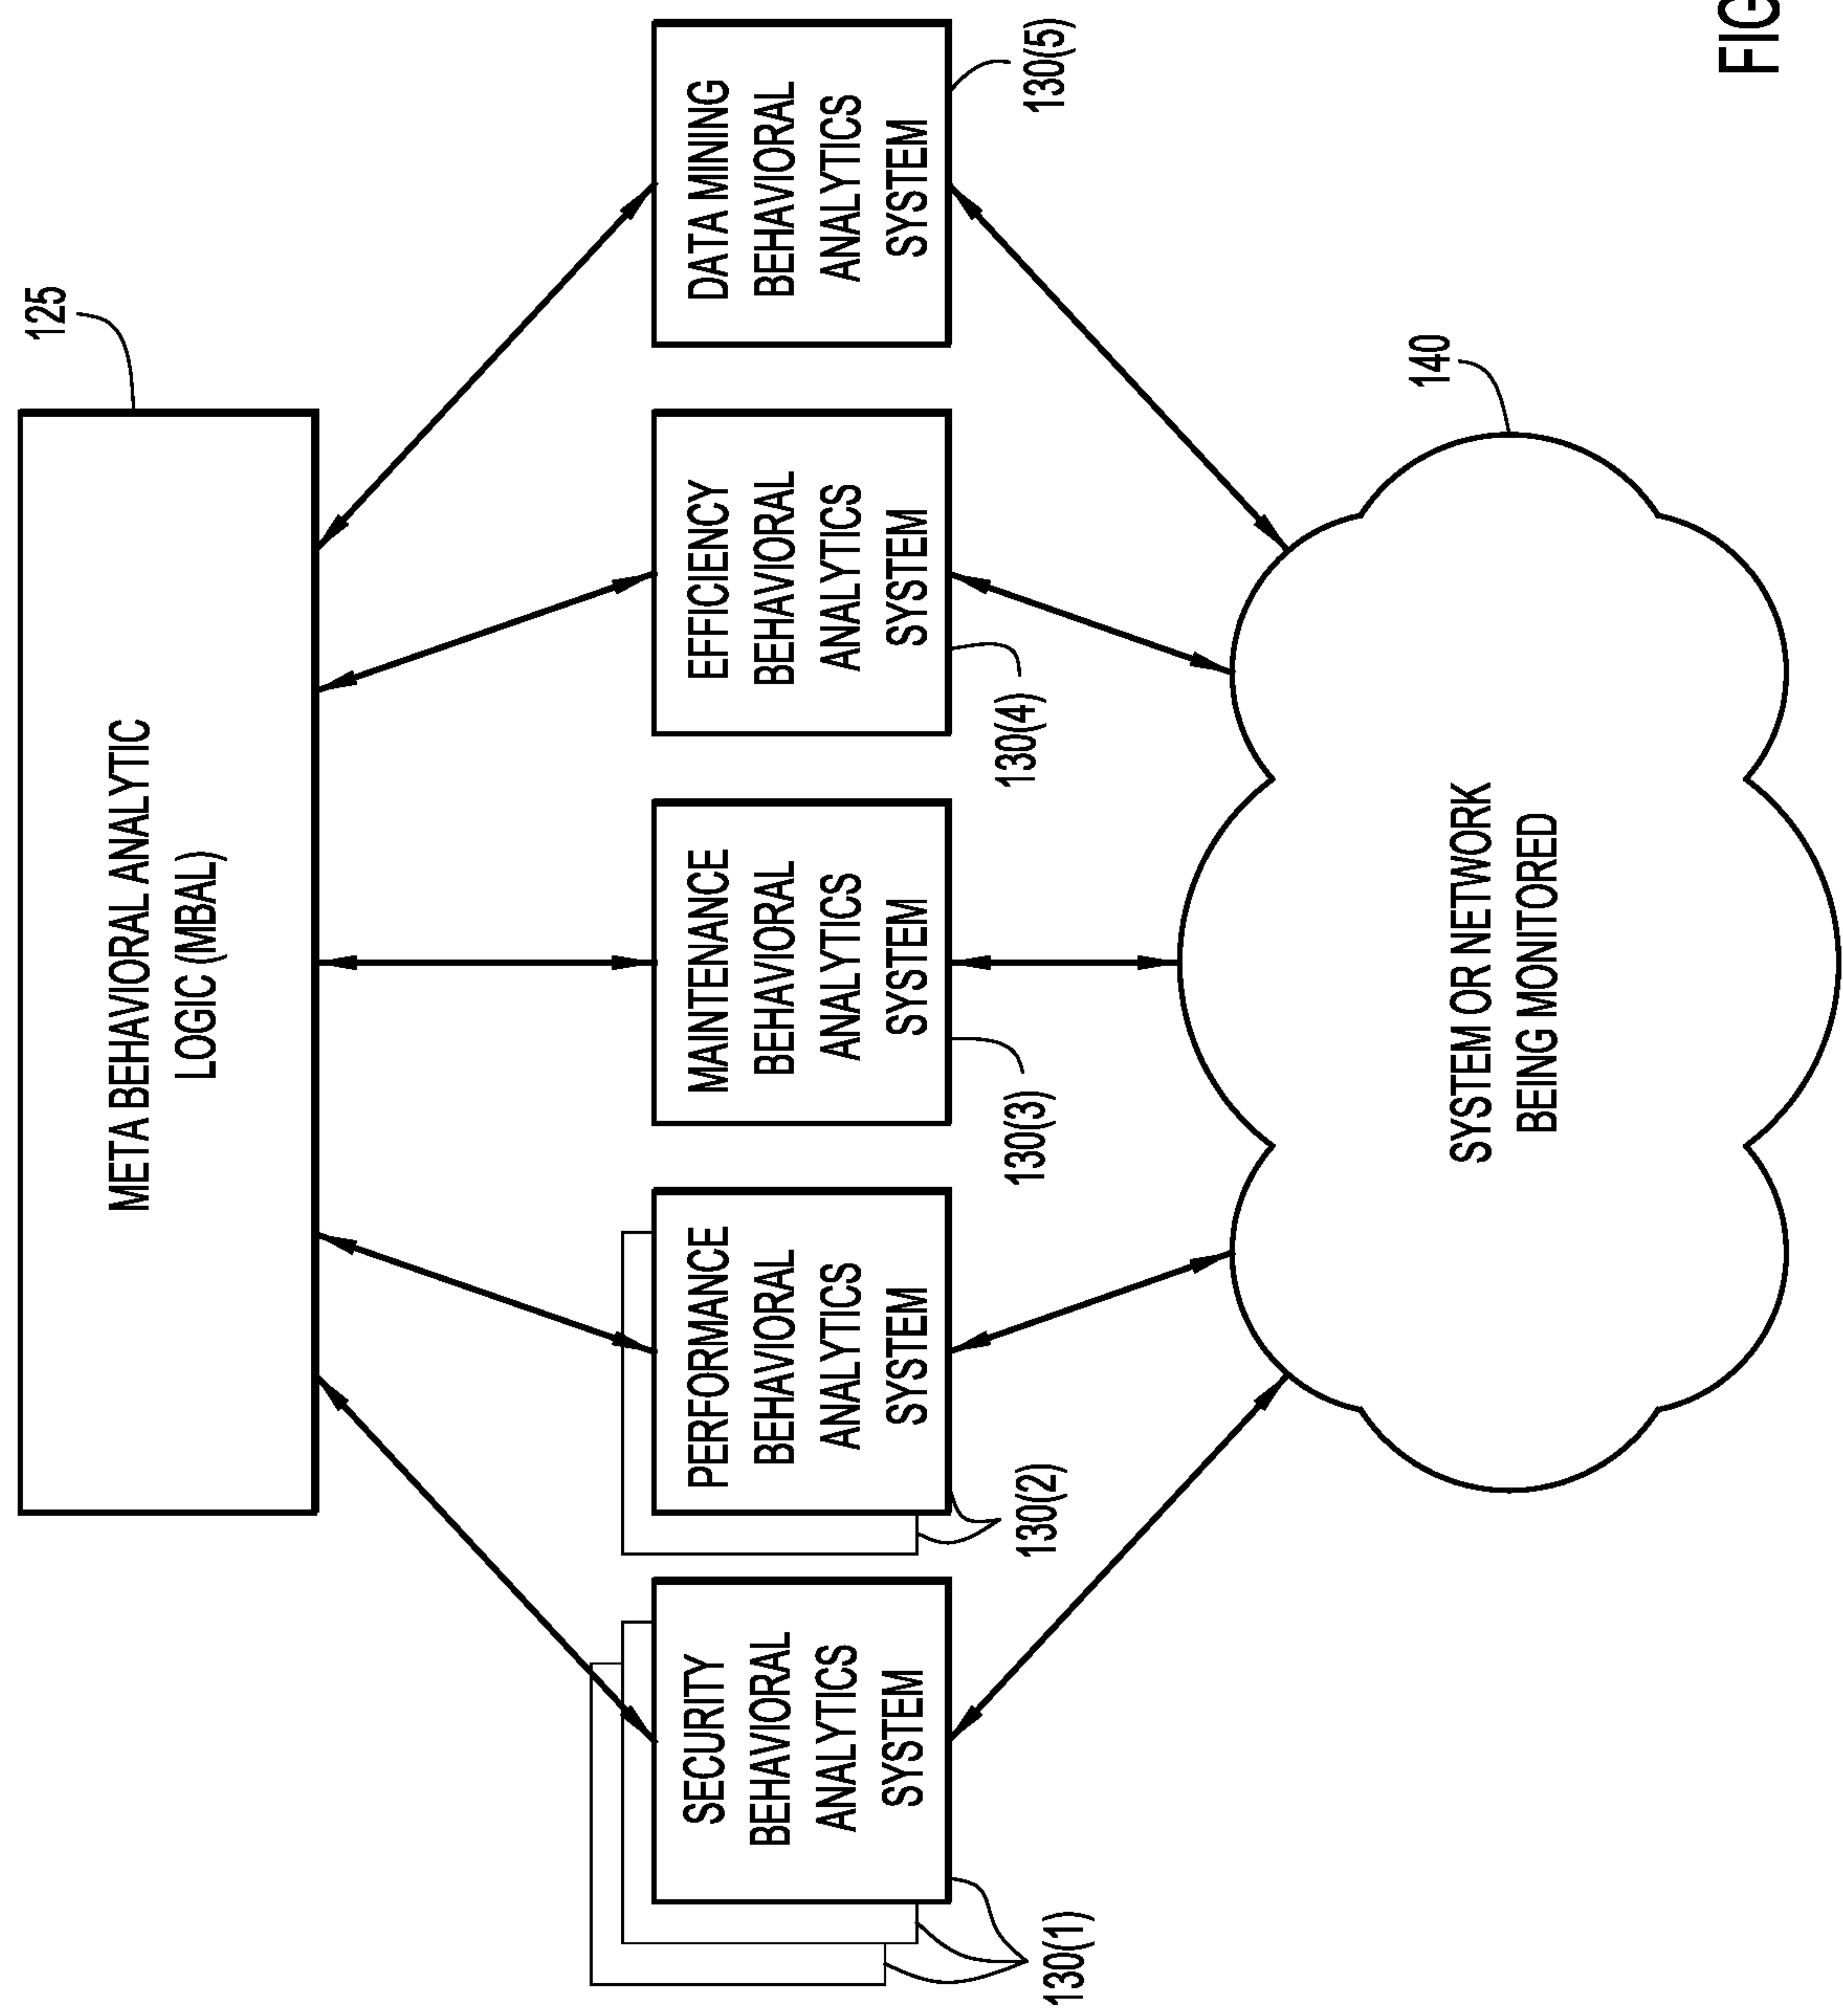 125
META BEHAVIORAL ANALYTIC
LOGIC (MBAL)
SECURITY
BEHAVIORAL
ANALYTICS
SYSTEM
130(1)
PERFORMANCE
BEHAVIORAL
ANALYTICS
SYSTEM
130(2)
MAINTENANCE
BEHAVIORAL
ANALYTICS
SYSTEM
130(3)
EFFICIENCY
BEHAVIORAL
ANALYTICS
SYSTEM
130(4)
DATA MINING
BEHAVIORAL
ANALYTICS
SYSTEM
130(5)
140
SYSTEM OR NETWORK
BEING MONITORED
FIG